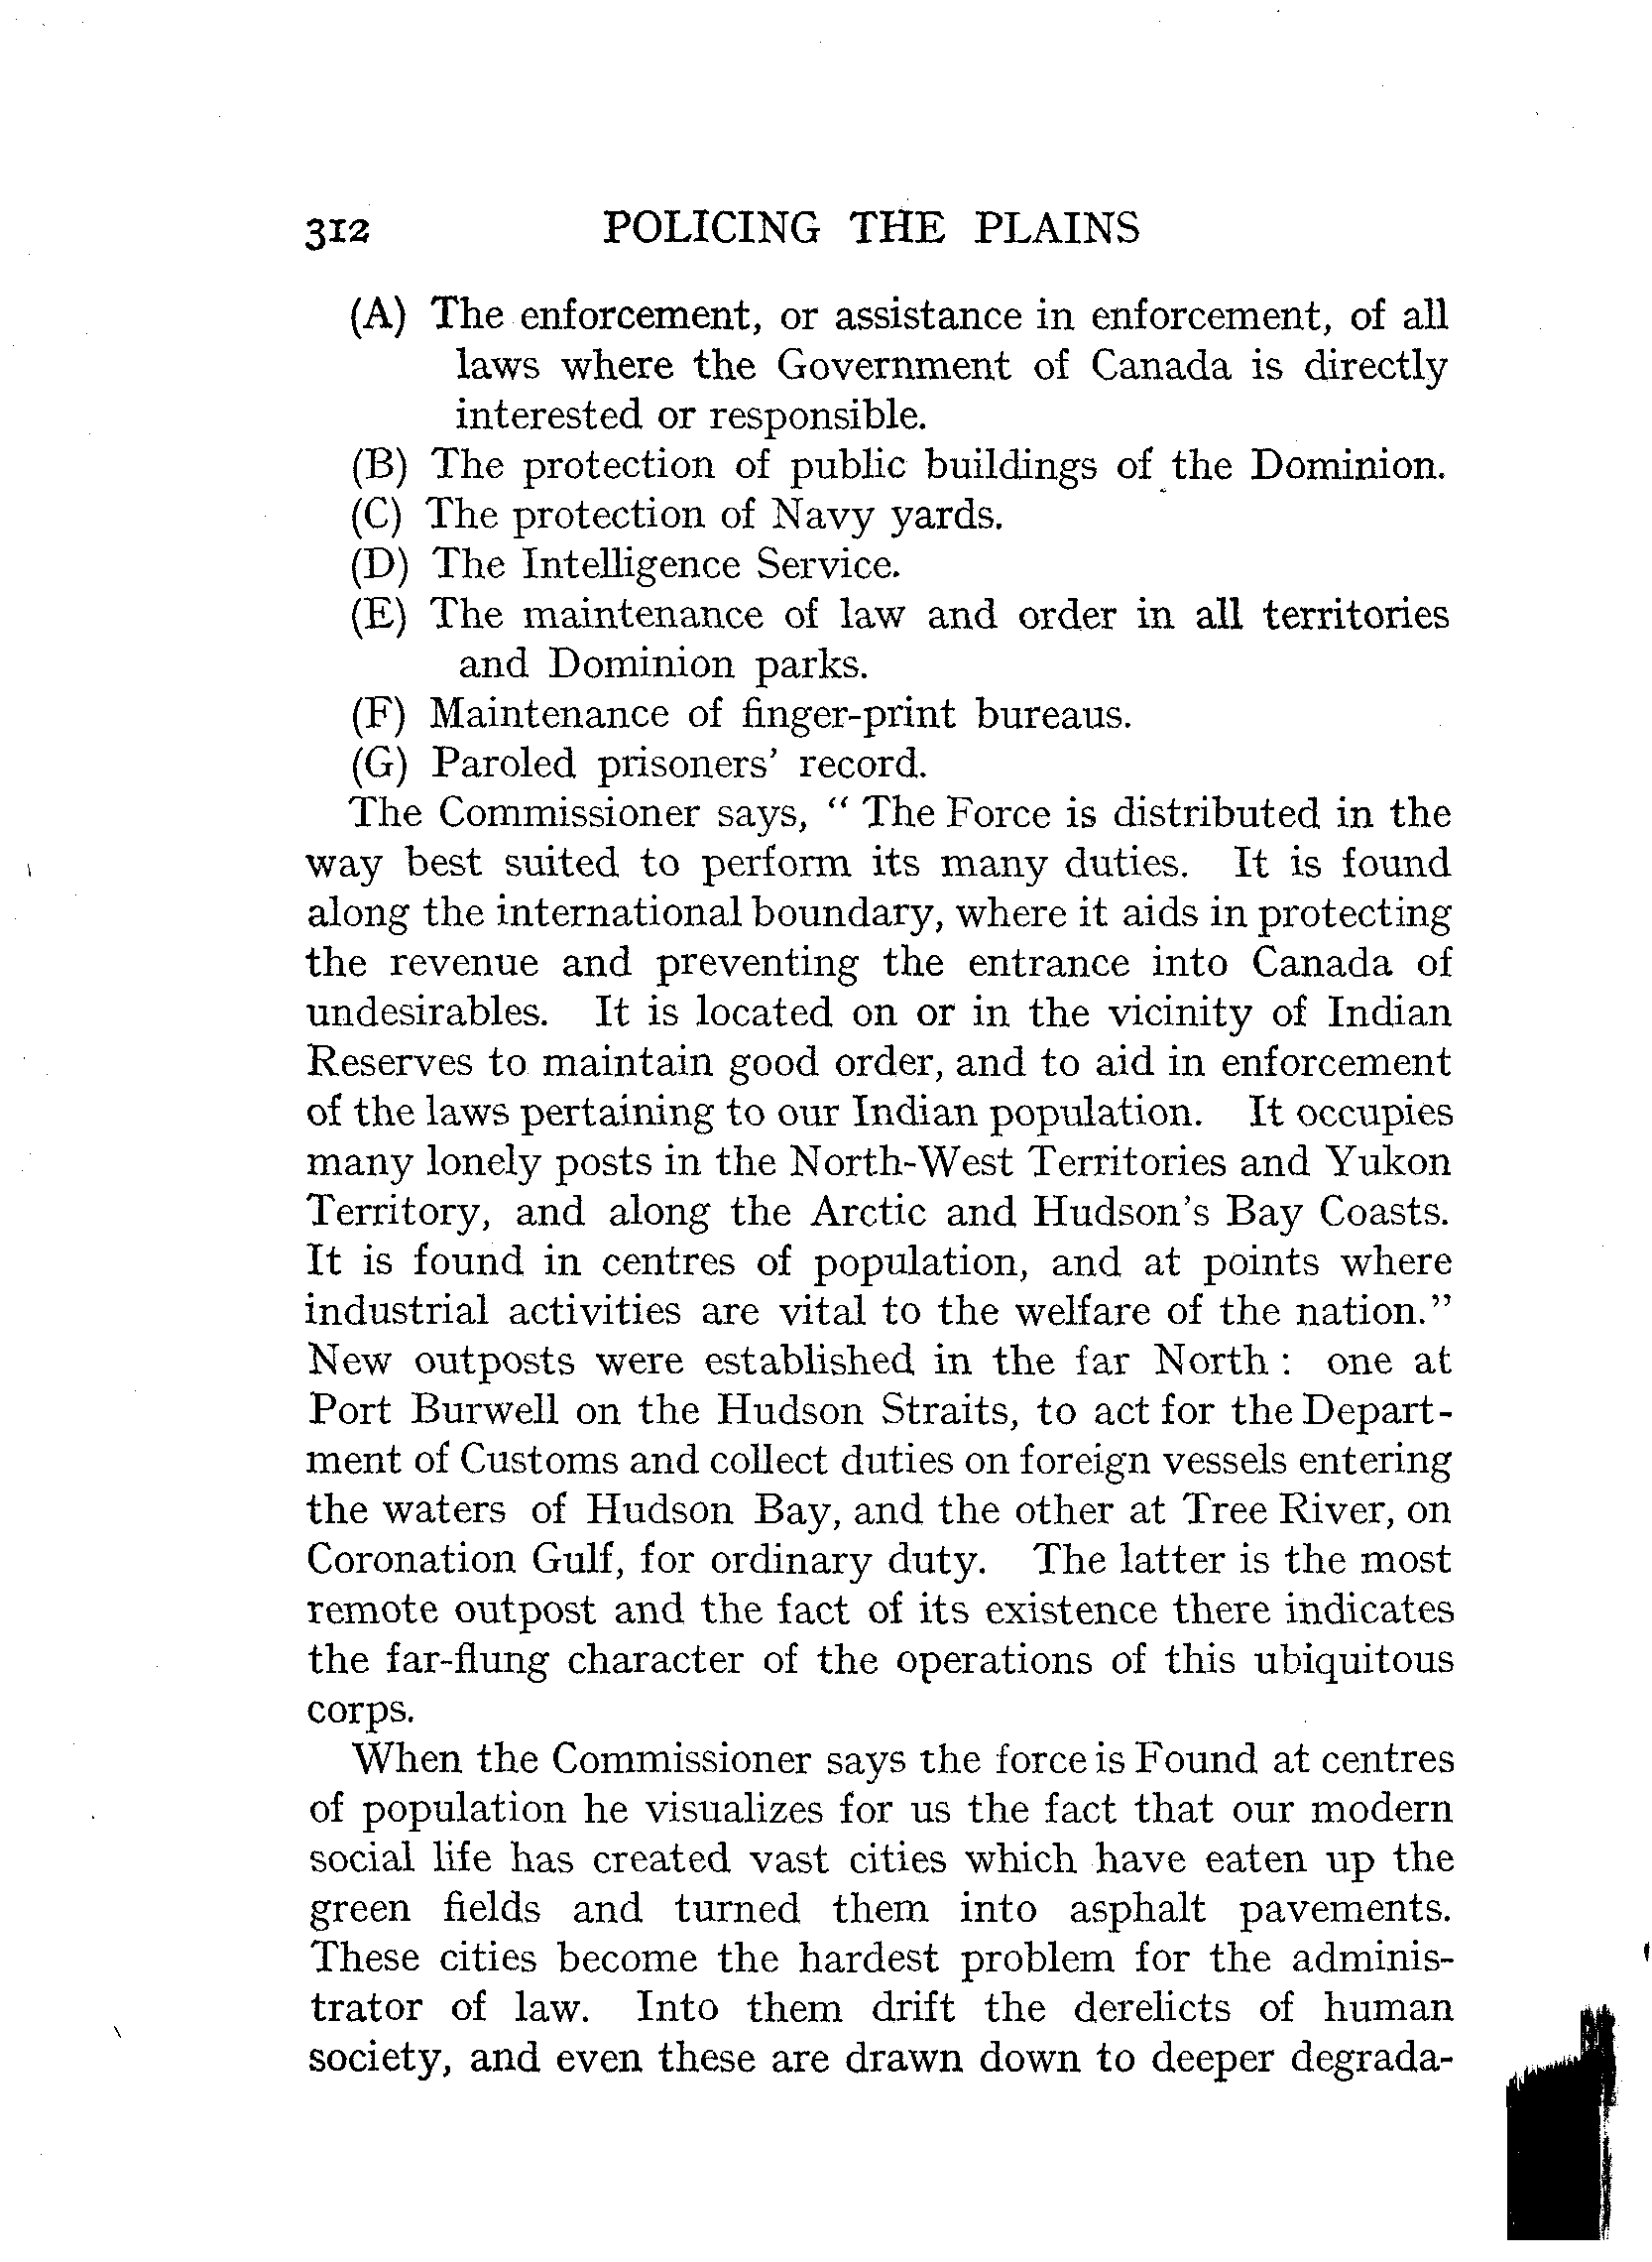 312 POLICING THE PLAINS
(A) The enforcement, or assistance in enforcement, of all
laws where the Government of Canada is directly
interested or responsible.
(B) The protection of public buildings of the Dominion.
(C) The protection of Navy yards.
(D) The Intelligence Service.
(E) The maintenance of law and order in all territories
and Dominion parks.
(F) Maintenance of finger-print bureaus.
(G) Paroled prisoners' record.
The Commissioner says, " The Force is distributed in the
way best suited to perform its many duties. It is found
along the international boundary, where it aids in protecting
the revenue and preventing the entrance into Canada of
undesirables. It is located on or in the vicinity of Indian
Reserves to maintain good order, and to aid in enforcement
of the laws pertaining to our Indian population. It occupies
many lonely posts in the North-West Territories and Yukon
Territory, and along the Arctic and Hudson's Bay Coasts.
It is found in centres of population, and at points where
industrial activities are vital to the welfare of the nation."
New outposts were established in the far North : one at
Port Burwell on the Hudson Straits, to act for the Depart-
ment of Customs and collect duties on foreign vessels entering
the waters of Hudson Bay, and the other at Tree River, on
Coronation Gulf, for ordinary duty. The latter is the most
remote outpost and the fact of its existence there indicates
the far-flung character of the operations of this ubiquitous
corps.
When the Commissioner says the force is Found at centres
of population he visualizes for us the fact that our modern
social life has created vast cities which have eaten up the
green fields and turned them into asphalt pavements.
These cities become the hardest problem for the adminis-
trator of law. Into them drift the derelicts of human
society, and even these are drawn down to deeper degrada-